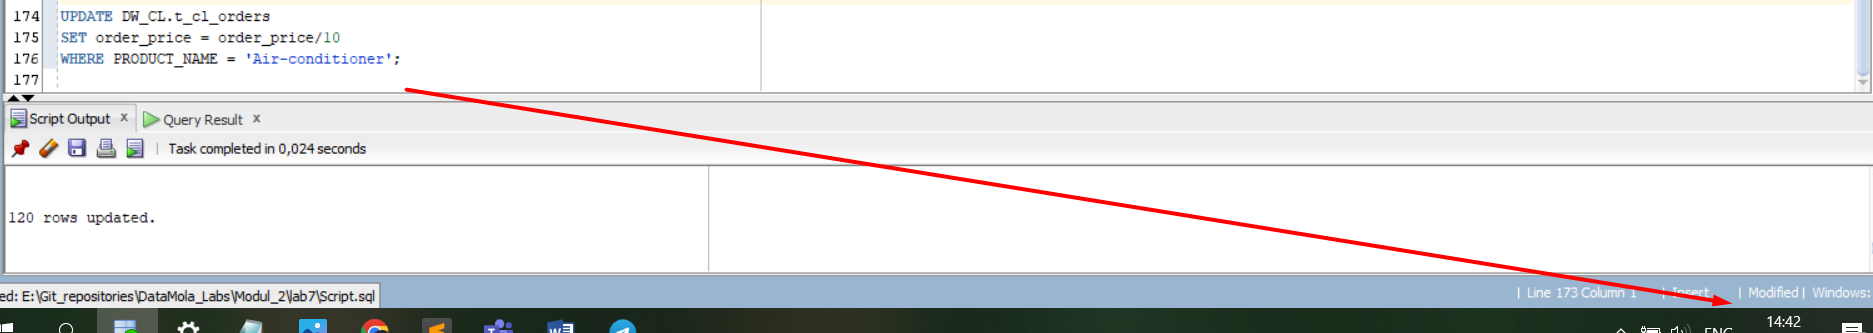 174 UPDATE DW_CL.t_cl_orders
175 SET order_price = order_price/10
176 WHERE PRODUCT_NAME = 'Air-conditioner';
177
Script Output x Query Result x
Task completed in 0,024 seconds
120 rows updated.
ed: E:\Git_repositories\DataMola_Labs\Modul_2\lab7\Script.sql
| Line 173 Column 1 | Insert | Modified | Windows:
ENG 14:42